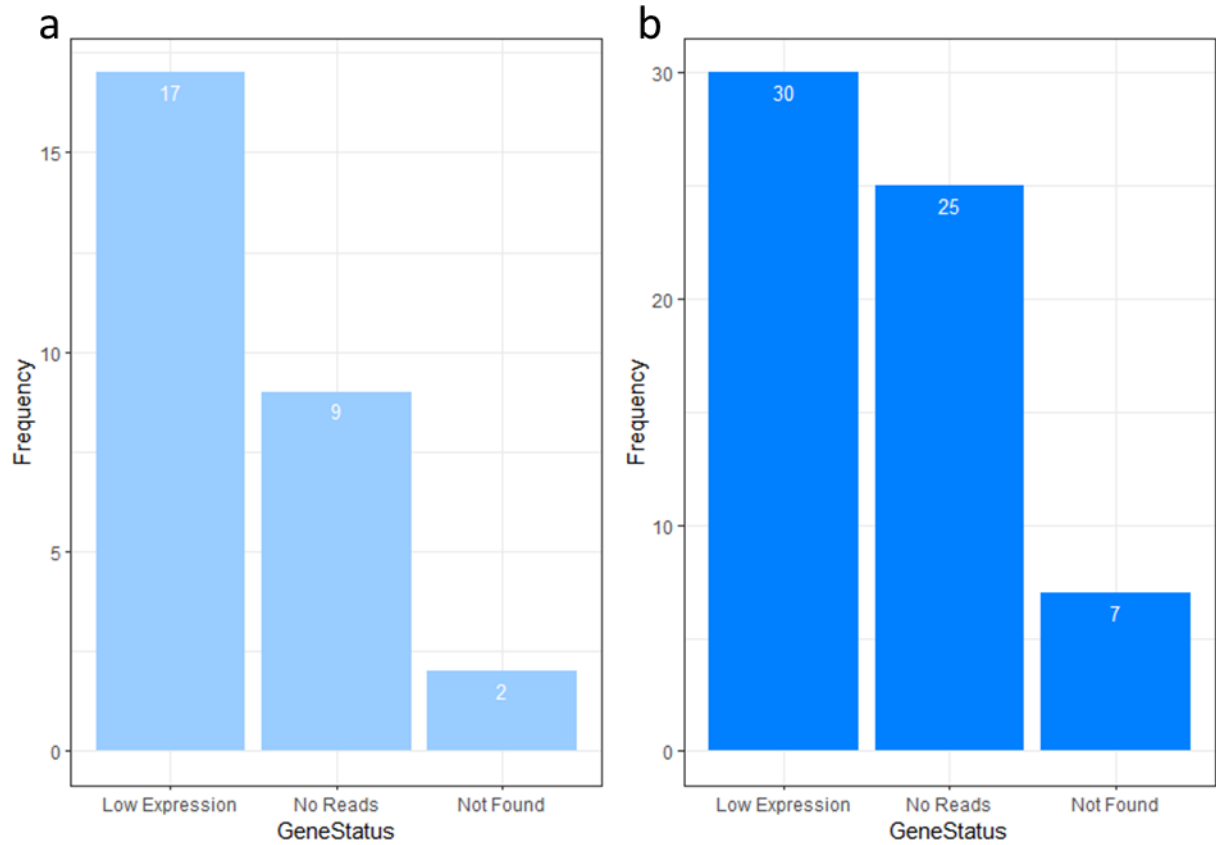 a
17
9
2
15
10
5
0
Frequency
Low Expression No Reads Not Found
GeneStatus
b
30
25
7
30
20
10
0
Frequency
Low Expression No Reads Not Found
GeneStatus